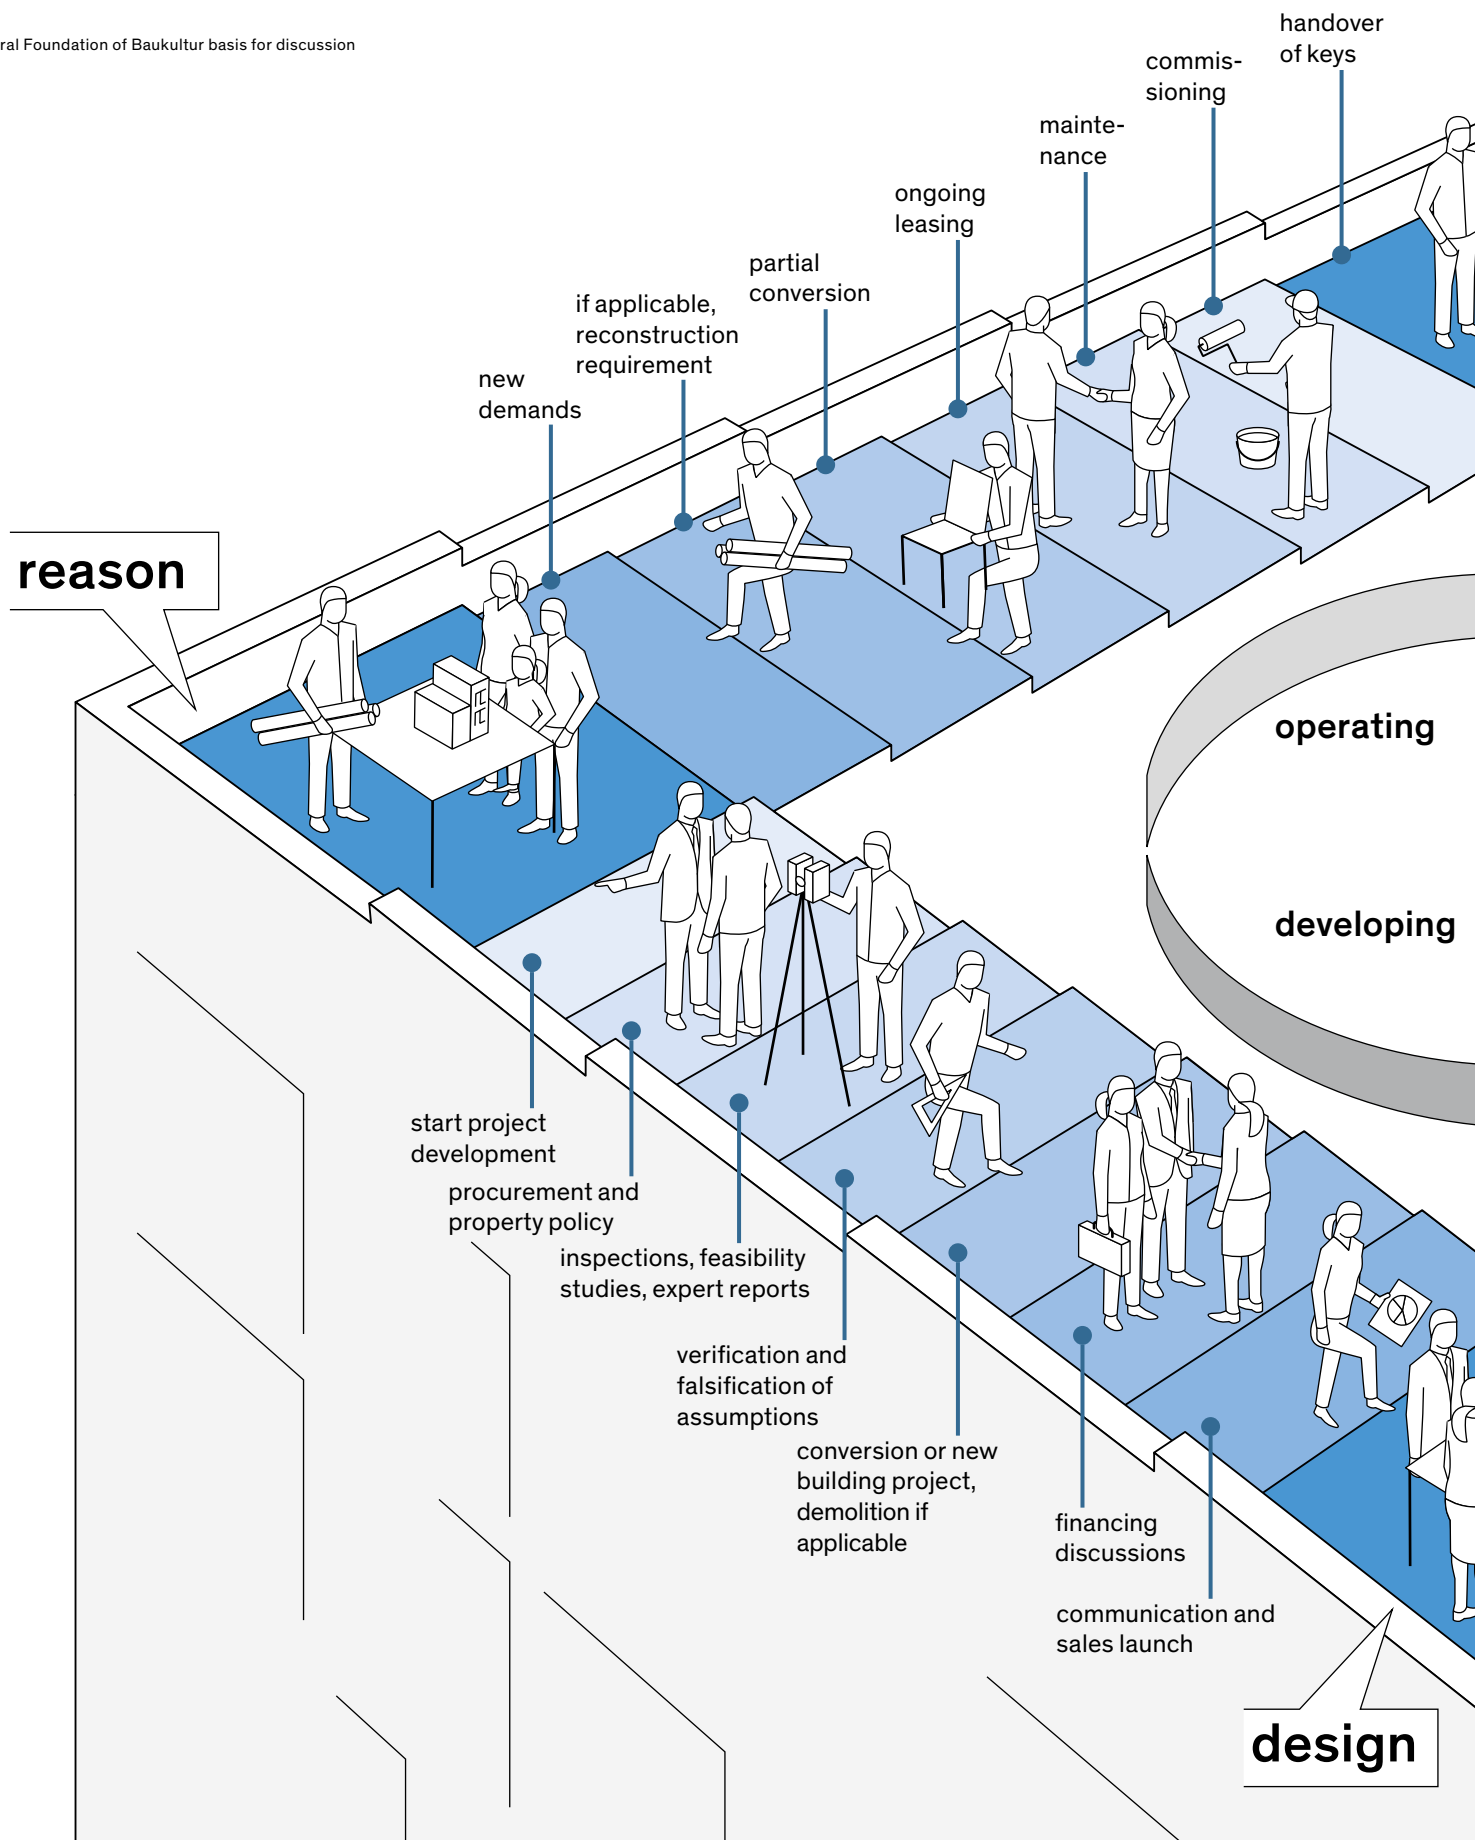 ral Foundation of Baukultur basis for discussion
handover
of keys
commis-
sioning
mainte-
nance
ongoing
leasing
partial
conversion
if applicable,
reconstruction
requirement
new
demands
reason
operating
developing
start project
development
procurement and
property policy
inspections, feasibility
studies, expert reports
verification and
falsification of
assumptions
conversion or new
building project,
demolition if
applicable
financing
discussions
communication and
sales launch
design